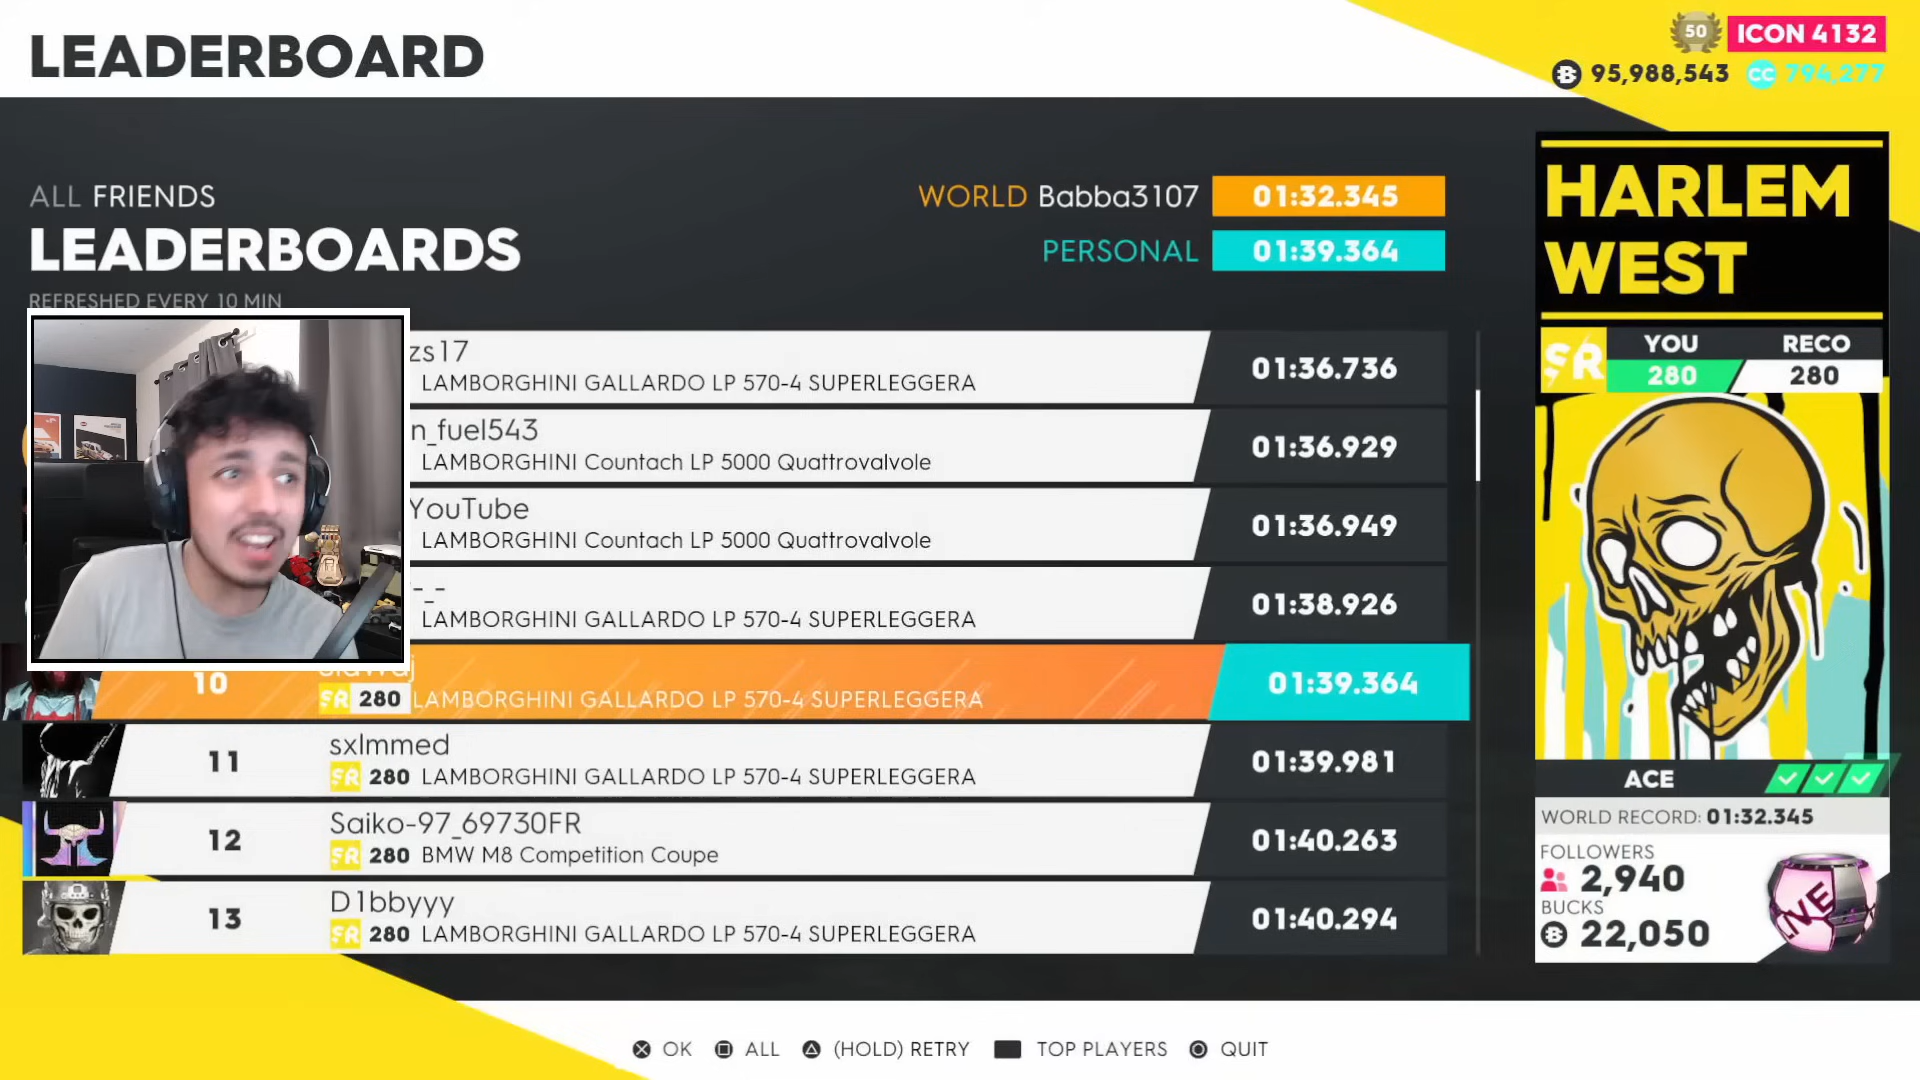 LEADERBOARD
50 ICON 4132
95,988,543 CC 794,277
ALL FRIENDS
LEADERBOARDS
REFRESHED EVERY 10 MIN
WORLD Babba3107 01:32.345
PERSONAL 01:39.364
zs17
LAMBORGHINI GALLARDO LP 570-4 SUPERLEGGERA
01:36.736
n_fuel543
LAMBORGHINI Countach LP 5000 Quattrovalvole
01:36.929
YouTube
LAMBORGHINI Countach LP 5000 Quattrovalvole
01:36.949
-_-
LAMBORGHINI GALLARDO LP 570-4 SUPERLEGGERA
01:38.926
10
SR 280 LAMBORGHINI GALLARDO LP 570-4 SUPERLEGGERA
01:39.364
11
sxlmmed
SR 280 LAMBORGHINI GALLARDO LP 570-4 SUPERLEGGERA
01:39.981
12
Saiko-97_69730FR
SR 280 BMW M8 Competition Coupe
01:40.263
13
D1bbyyy
SR 280 LAMBORGHINI GALLARDO LP 570-4 SUPERLEGGERA
01:40.294
HARLEM
WEST
SR YOU RECO
280 280
ACE
WORLD RECORD: 01:32.345
FOLLOWERS
2,940
BUCKS
22,050
LIVE
OK ALL (HOLD) RETRY TOP PLAYERS QUIT